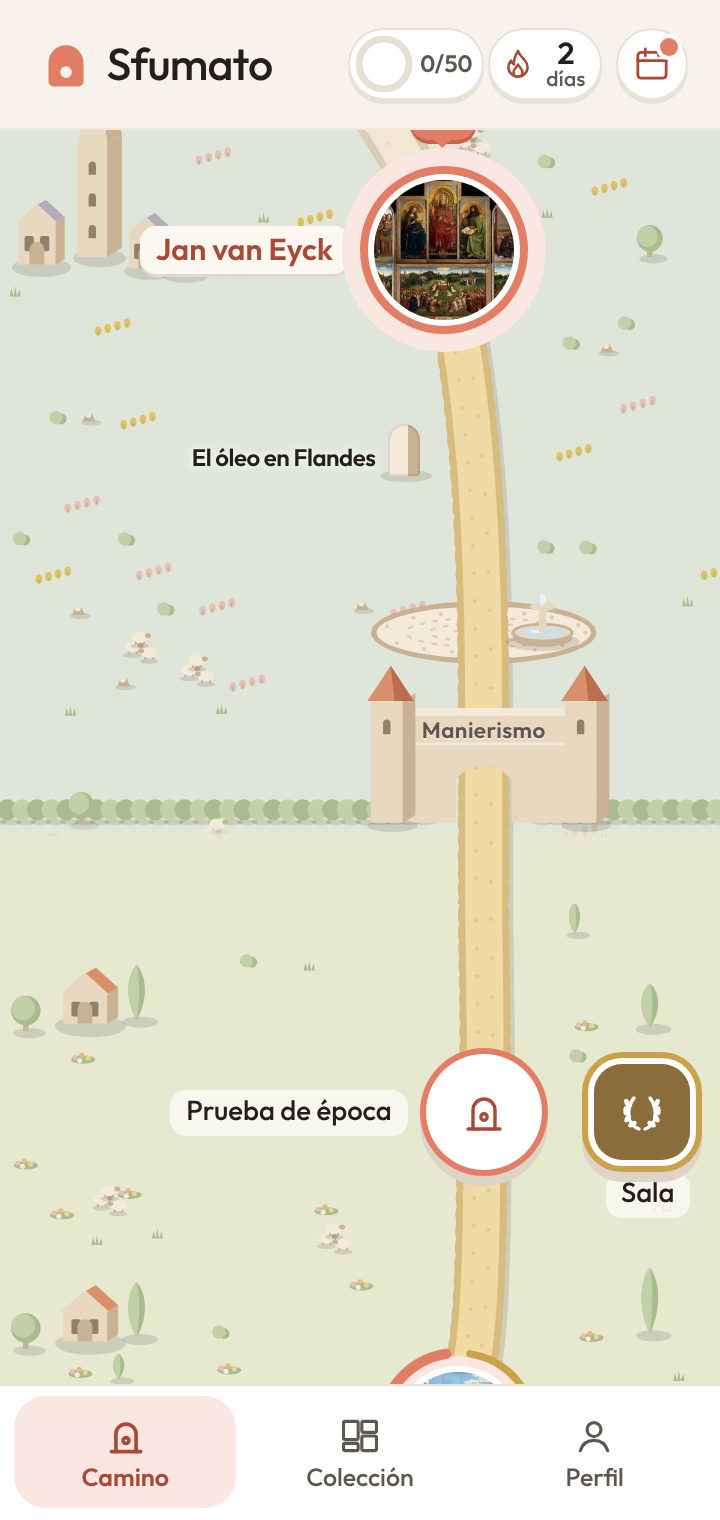 Sfumato
0/50
2
días
Jan van Eyck
El óleo en Flandes
Manierismo
Prueba de época
Sala
Camino
Colección
Perfil